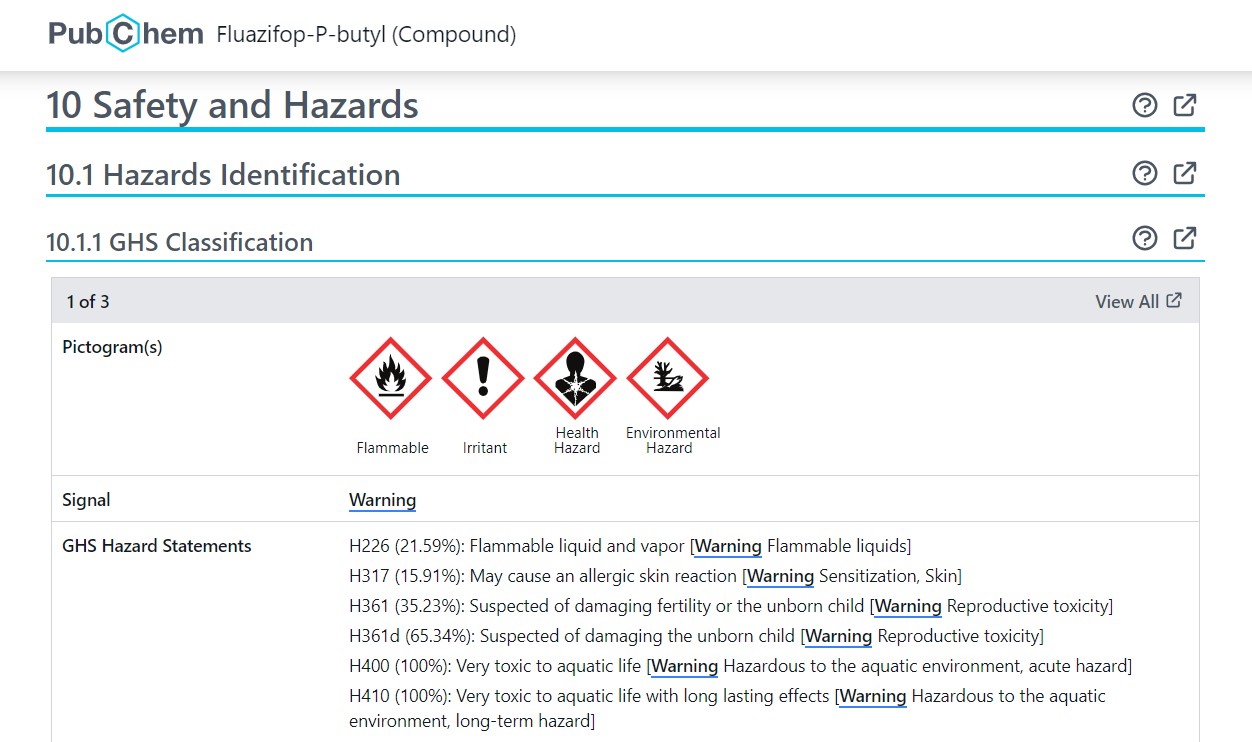 PubChem Fluazifop-P-butyl (Compound)
10 Safety and Hazards
10.1 Hazards Identification
10.1.1 GHS Classification
1 of 3 View All
Pictogram(s)
Flammable Irritant Health Hazard Environmental Hazard
Signal Warning
GHS Hazard Statements
H226 (21.59%): Flammable liquid and vapor [Warning Flammable liquids]
H317 (15.91%): May cause an allergic skin reaction [Warning Sensitization, Skin]
H361 (35.23%): Suspected of damaging fertility or the unborn child [Warning Reproductive toxicity]
H361d (65.34%): Suspected of damaging the unborn child [Warning Reproductive toxicity]
H400 (100%): Very toxic to aquatic life [Warning Hazardous to the aquatic environment, acute hazard]
H410 (100%): Very toxic to aquatic life with long lasting effects [Warning Hazardous to the aquatic
environment, long-term hazard]